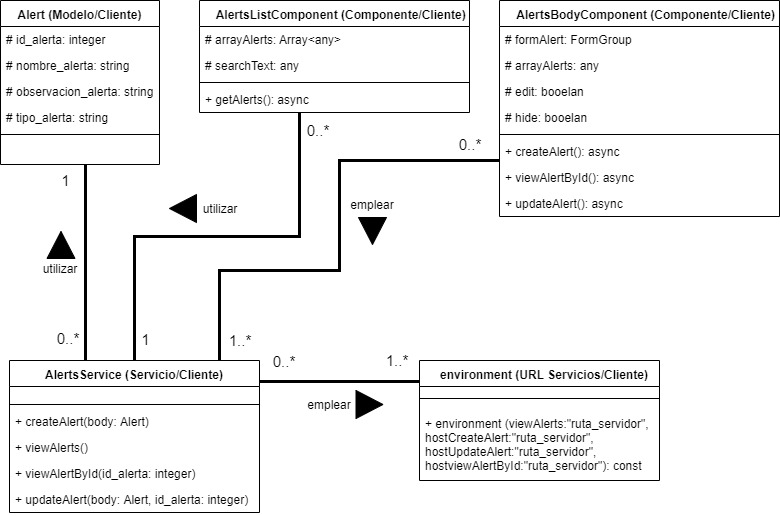 Alert (Modelo/Cliente)
# id_alerta: integer
# nombre_alerta: string
# observacion_alerta: string
# tipo_alerta: string
AlertsListComponent (Componente/Cliente)
# arrayAlerts: Array<any>
# searchText: any
+ getAlerts(): async
AlertsBodyComponent (Componente/Cliente)
# formAlert: FormGroup
# arrayAlerts: any
# edit: booelan
# hide: booelan
+ createAlert(): async
+ viewAlertById(): async
+ updateAlert(): async
0..*
0..*
1
utilizar
emplear
utilizar
0..*
1
1..*
0..*
1..*
emplear
AlertsService (Servicio/Cliente)
+ createAlert(body: Alert)
+ viewAlerts()
+ viewAlertById(id_alerta: integer)
+ updateAlert(body: Alert, id_alerta: integer)
environment (URL Servicios/Cliente)
+ environment (viewAlerts:"ruta_servidor",
hostCreateAlert:"ruta_servidor",
hostUpdateAlert:"ruta_servidor",
hostviewAlertById:"ruta_servidor"): const